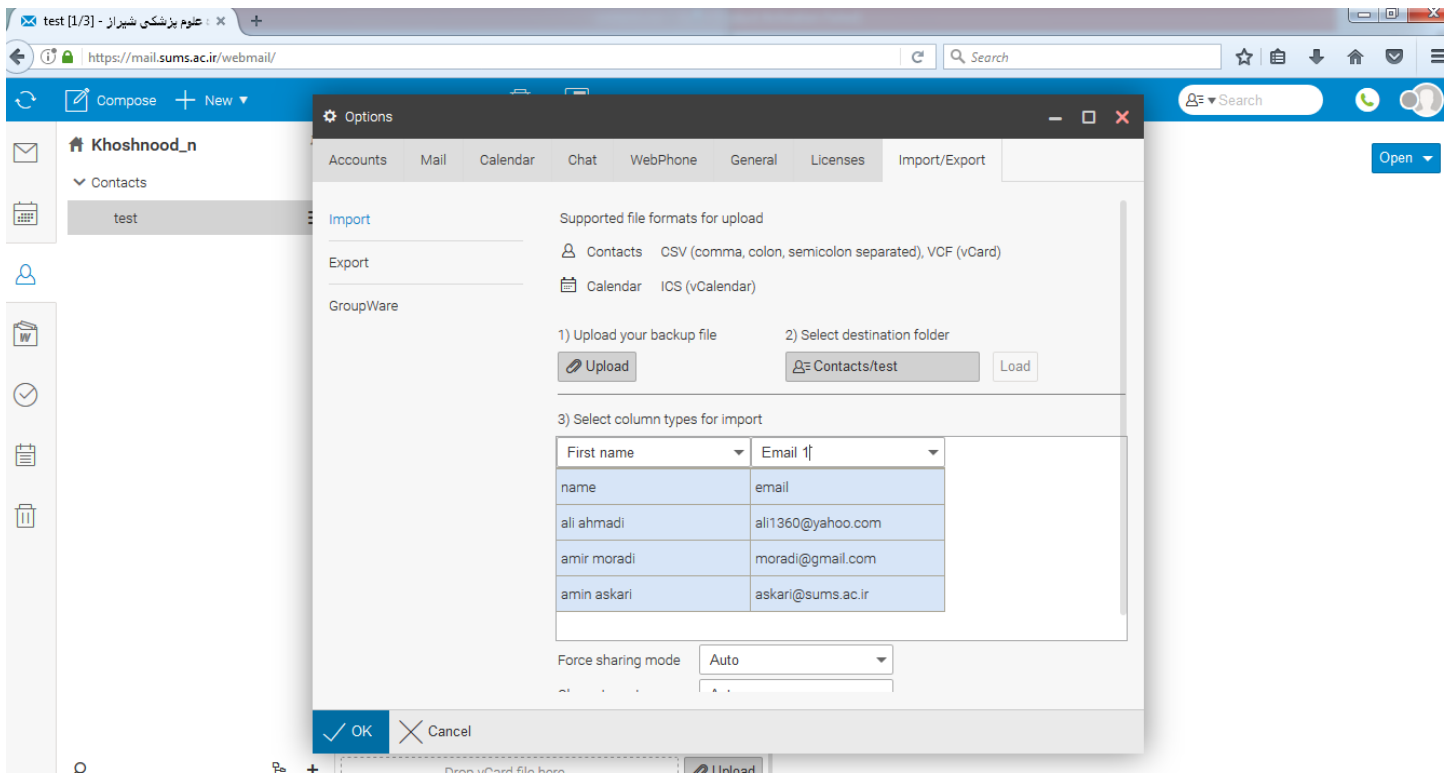 test [1/3] - علوم پزشکی شیراز :
https://mail.sums.ac.ir/webmail/
Search
Compose
New
Search
Khoshnood_n
Contacts
test
Options
Accounts Mail Calendar Chat WebPhone General Licenses Import/Export
Open
Import
Export
GroupWare
Supported file formats for upload
Contacts CSV (comma, colon, semicolon separated), VCF (vCard)
Calendar ICS (vCalendar)
1) Upload your backup file 2) Select destination folder
Upload Contacts/test Load
3) Select column types for import
First name Email 1
name email
ali ahmadi ali1360@yahoo.com
amir moradi moradi@gmail.com
amin askari askari@sums.ac.ir
Force sharing mode Auto
OK Cancel
Drop vCard file here Upload